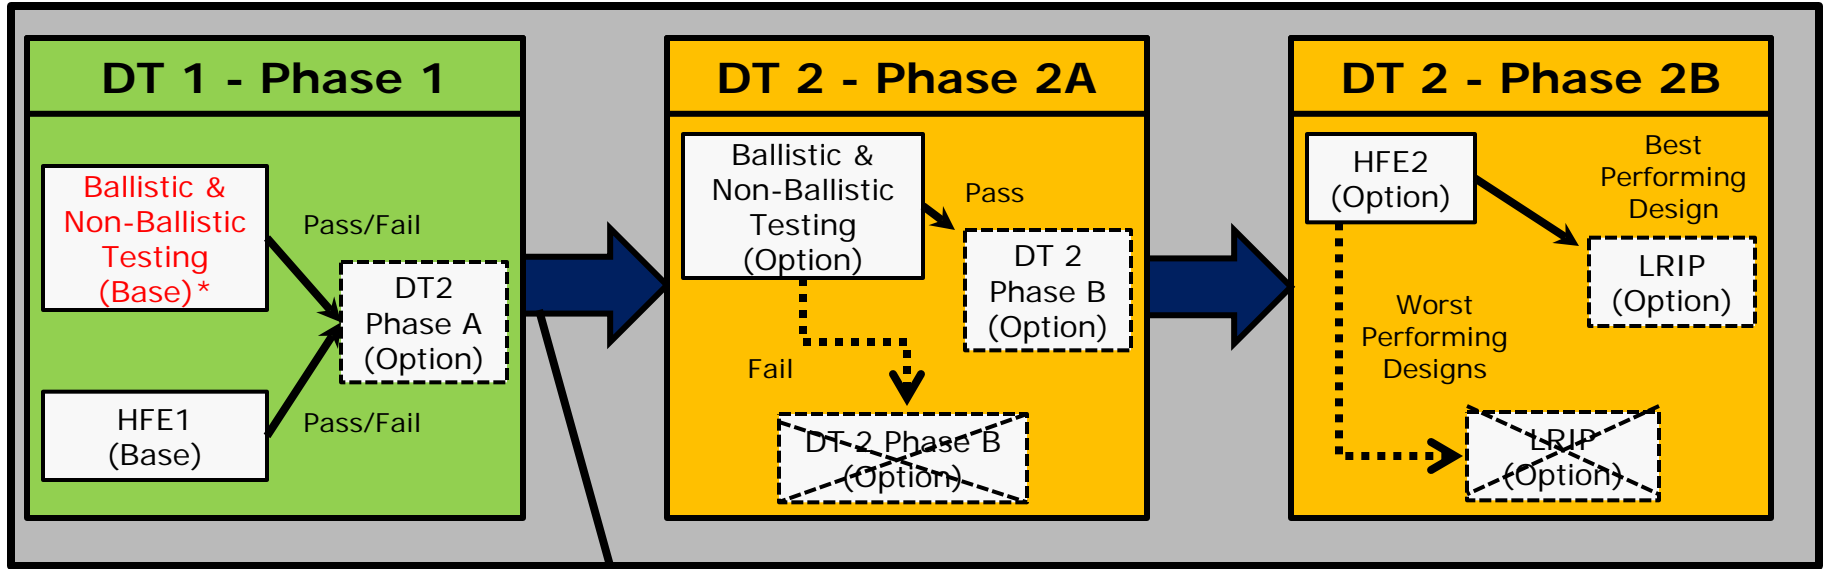 DT 1 - Phase 1
Ballistic &
Non-Ballistic
Testing
(Base)*
Pass/Fail
DT2
Phase A
(Option)
HFE1
(Base)
Pass/Fail
DT 2 - Phase 2A
Ballistic &
Non-Ballistic
Testing
(Option)
Pass
DT 2
Phase B
(Option)
Fail
DT 2 Phase B
(Option)
DT 2 - Phase 2B
HFE2
(Option)
Best
Performing
Design
LRIP
(Option)
Worst
Performing
Designs
LRIP
(Option)